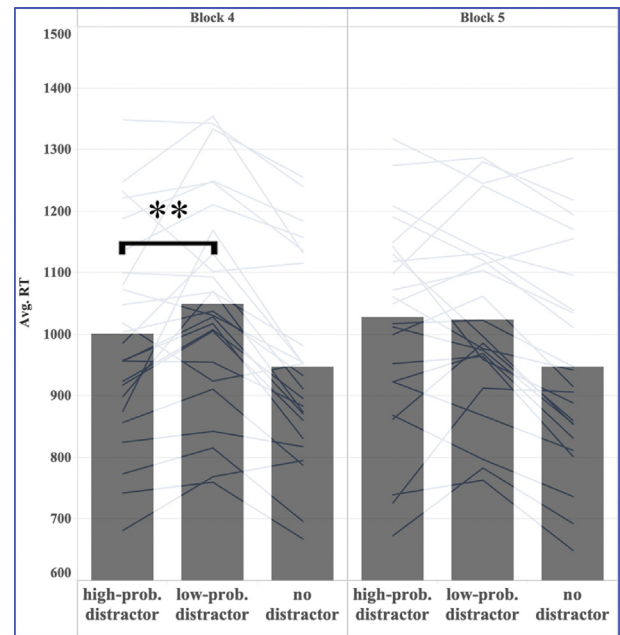 Block 4
Block 5
1500
1400
1300
1200
1100
1000
900
800
700
600
Avg. RT
**
high-prob.
distractor
low-prob.
distractor
no
distractor
high-prob.
distractor
low-prob.
distractor
no
distractor